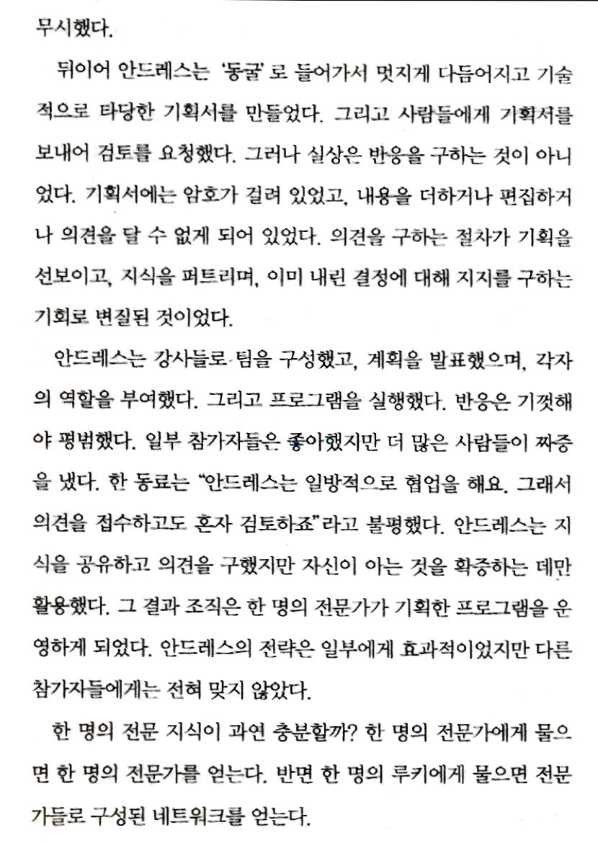 무시했다.
뒤이어 안드레스는 ‘동굴’로 들어가서 멋지게 다듬어지고 기술
적으로 타당한 기획서를 만들었다. 그리고 사람들에게 기획서를
보내어 검토를 요청했다. 그러나 실상은 반응을 구하는 것이 아니
었다. 기획서에는 암호가 걸려 있었고, 내용을 더하거나 편집하거
나 의견을 달 수 없게 되어 있었다. 의견을 구하는 절차가 기획을
선보이고, 지식을 퍼트리며, 이미 내린 결정에 대해 지지를 구하는
기회로 변질된 것이었다.
안드레스는 강사들로 팀을 구성했고, 계획을 발표했으며, 각자
의 역할을 부여했다. 그리고 프로그램을 실행했다. 반응은 기껏해
야 평범했다. 일부 참가자들은 좋아했지만 더 많은 사람들이 짜증
을 냈다. 한 동료는 “안드레스는 일방적으로 협업을 해요. 그래서
의견을 접수하고도 혼자 검토하죠”라고 불평했다. 안드레스는 지
식을 공유하고 의견을 구했지만 자신이 아는 것을 확증하는 데만
활용했다. 그 결과 조직은 한 명의 전문가가 기획한 프로그램을 운
영하게 되었다. 안드레스의 전략은 일부에게 효과적이었지만 다른
참가자들에게는 전혀 맞지 않았다.
한 명의 전문 지식이 과연 충분할까? 한 명의 전문가에게 물으
면 한 명의 전문가를 얻는다. 반면 한 명의 루키에게 물으면 전문
가들로 구성된 네트워크를 얻는다.